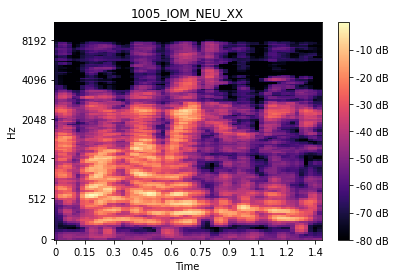 1005_IOM_NEU_XX
8192
4096
2048
1024
512
0
Hz
0 0.15 0.3 0.45 0.6 0.75 0.9 1.1 1.2 1.4
Time
-10 dB
-20 dB
-30 dB
-40 dB
-50 dB
-60 dB
-70 dB
-80 dB